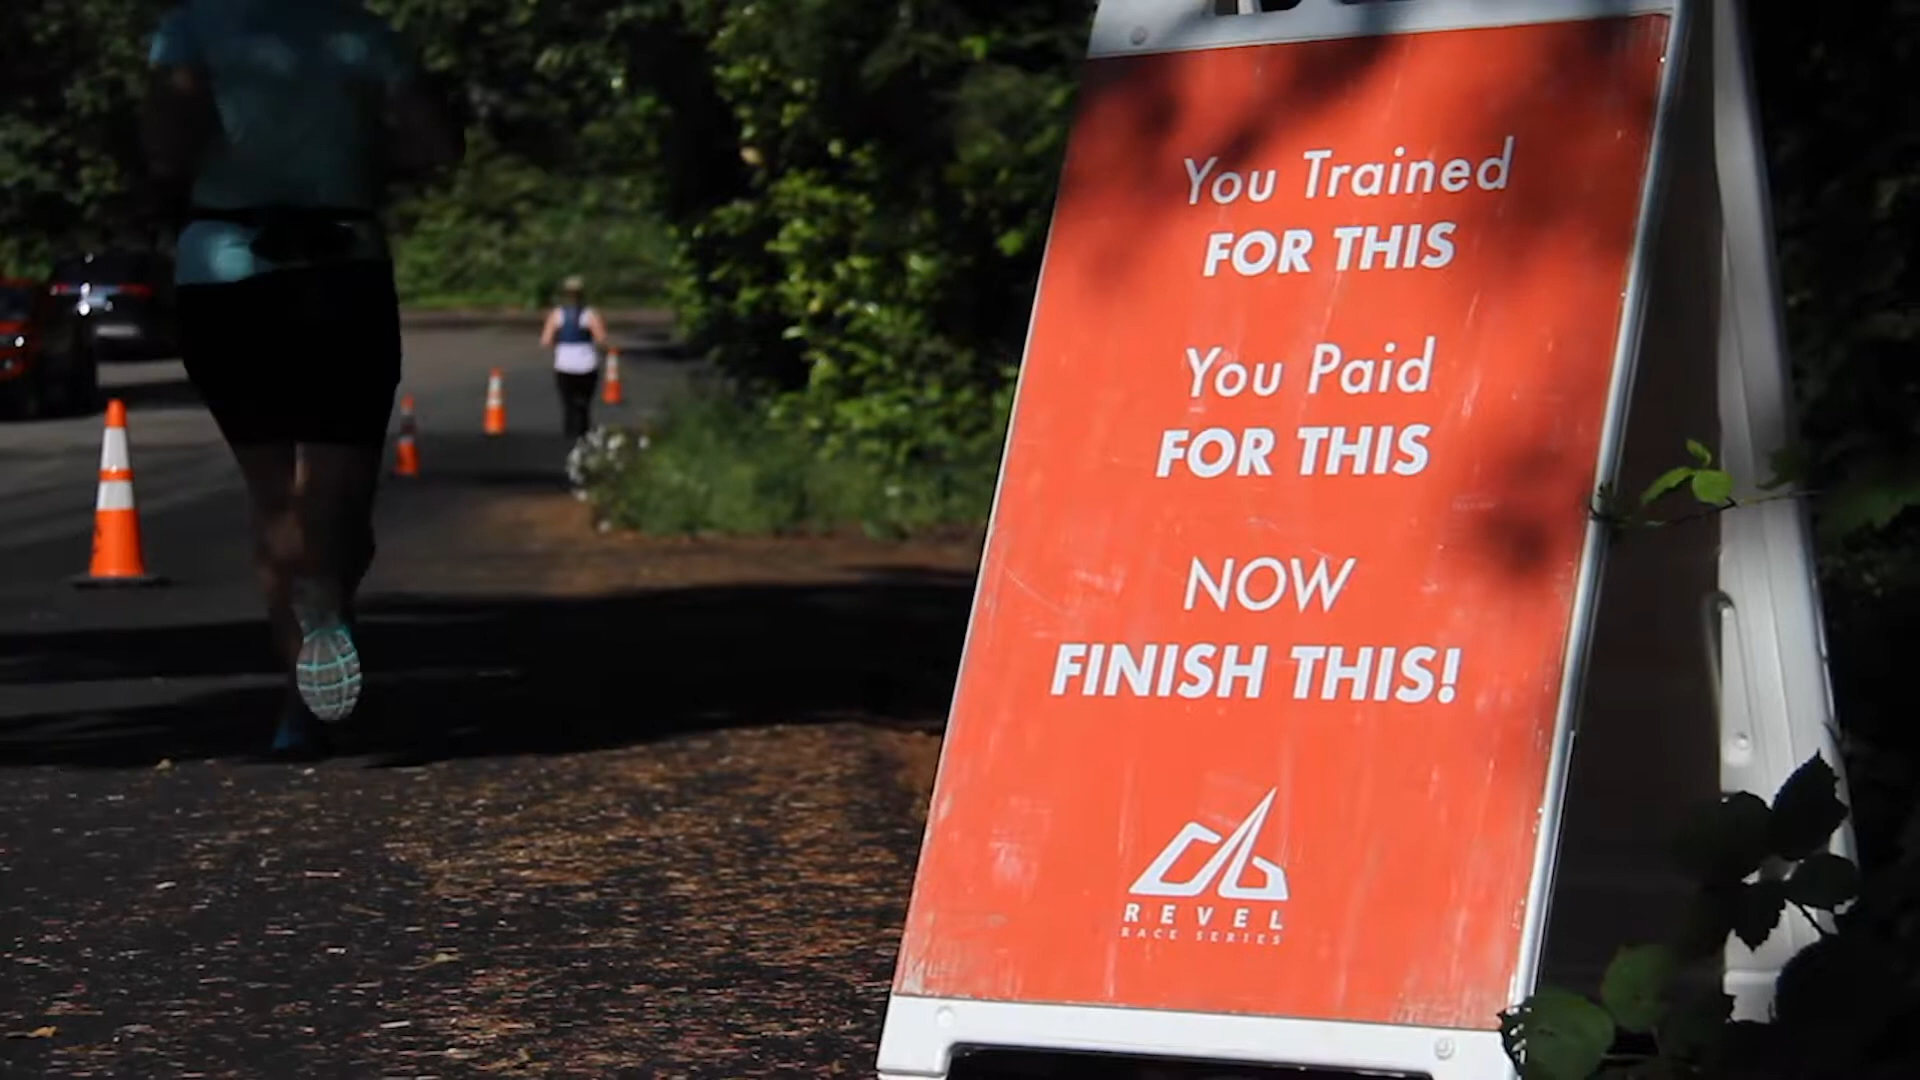 You Trained
FOR THIS
You Paid
FOR THIS
NOW
FINISH THIS!
REVEL
RACE SERIES